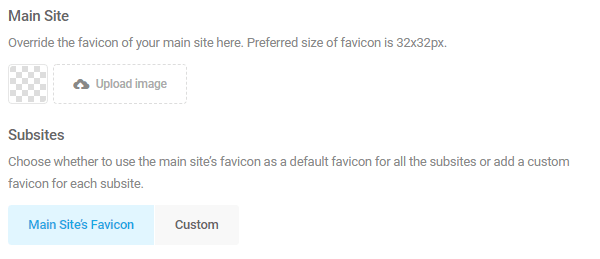 Main Site
Override the favicon of your main site here. Preferred size of favicon is 32x32px.
Upload image
Subsites
Choose whether to use the main site's favicon as a default favicon for all the subsites or add a custom
favicon for each subsite.
Main Site's Favicon
Custom